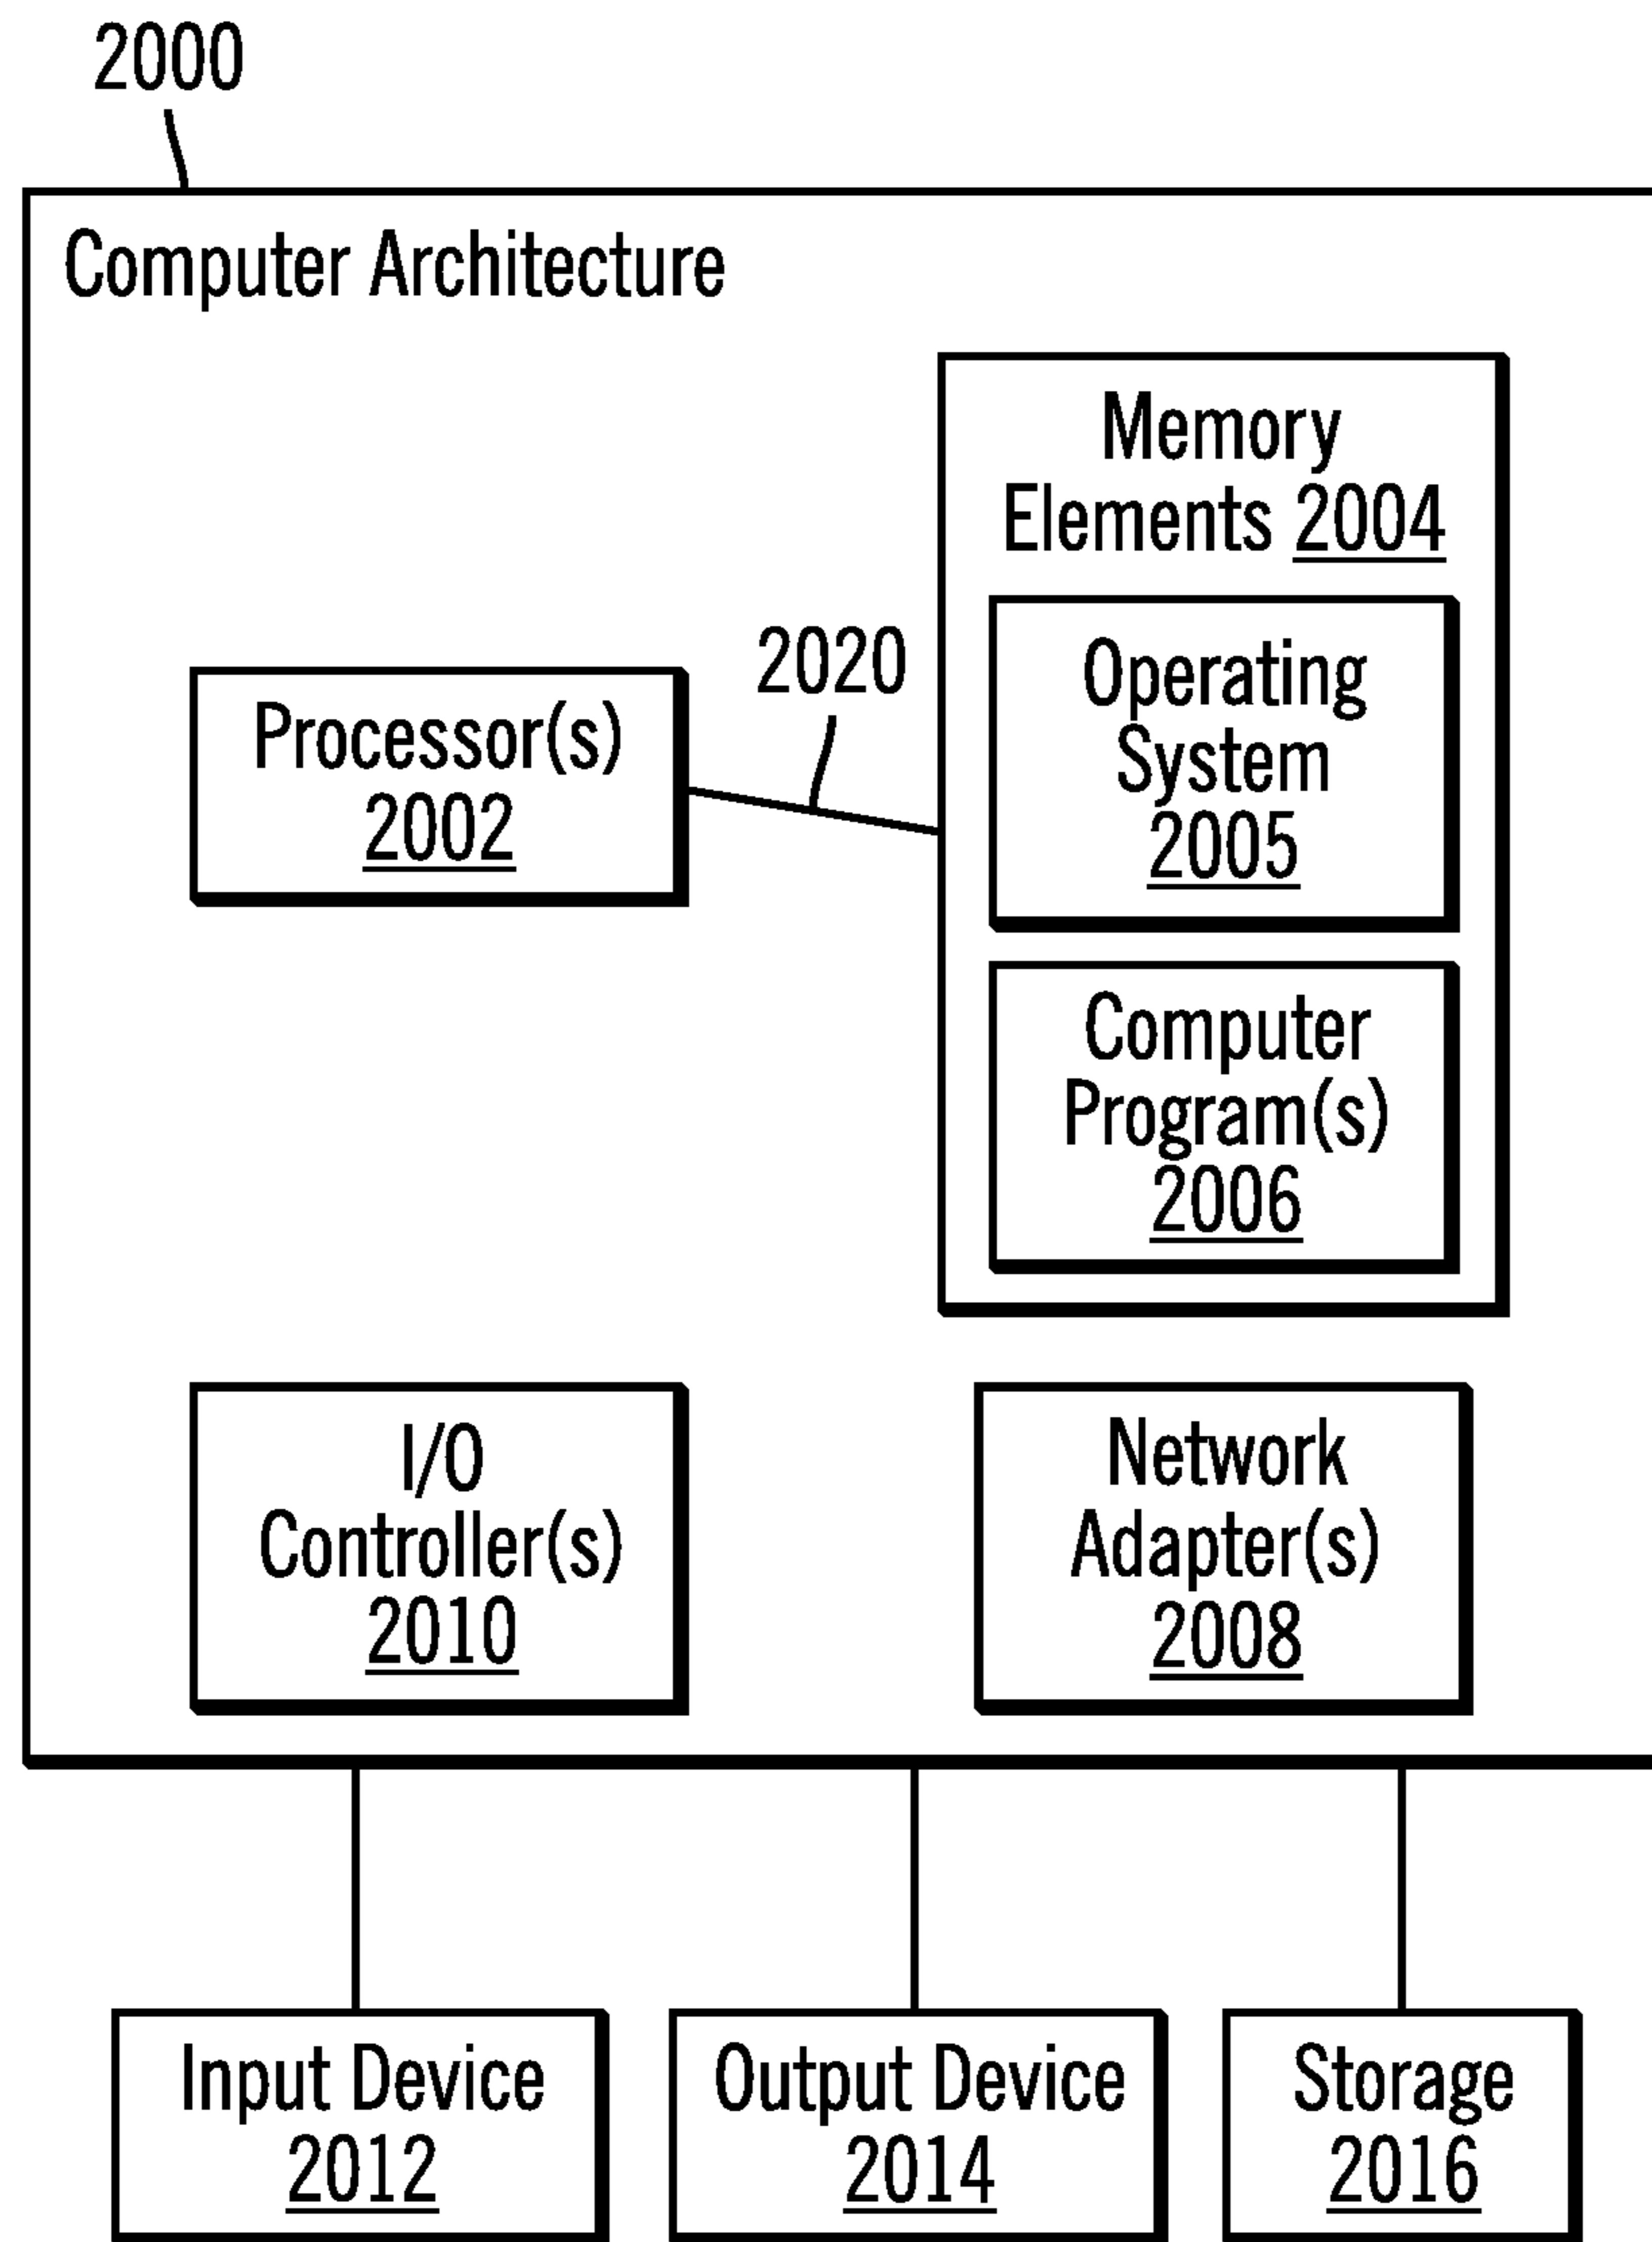 2000
Computer Architecture
Memory
Elements 2004
Operating
System
2005
2020
Processor(s)
2002
Computer
Program(s)
2006
I/O
Controller(s)
2010
Network
Adapter(s)
2008
Input Device
2012
Output Device
2014
Storage
2016